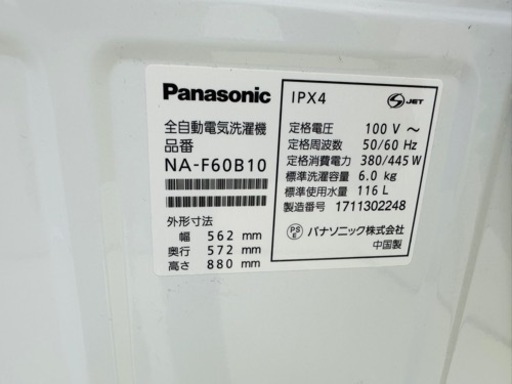 Panasonic
全自動電気洗濯機
品番
NA-F60B10
外形寸法
幅 562 mm
奥行 572 mm
高さ 880 mm
IPX4
S JET
定格電圧 100 V ～
定格周波数 50/60 Hz
定格消費電力 380/445 W
標準洗濯容量 6.0 kg
標準使用水量 116 L
製造番号 1711302248
PS E パナソニック株式会社
中国製